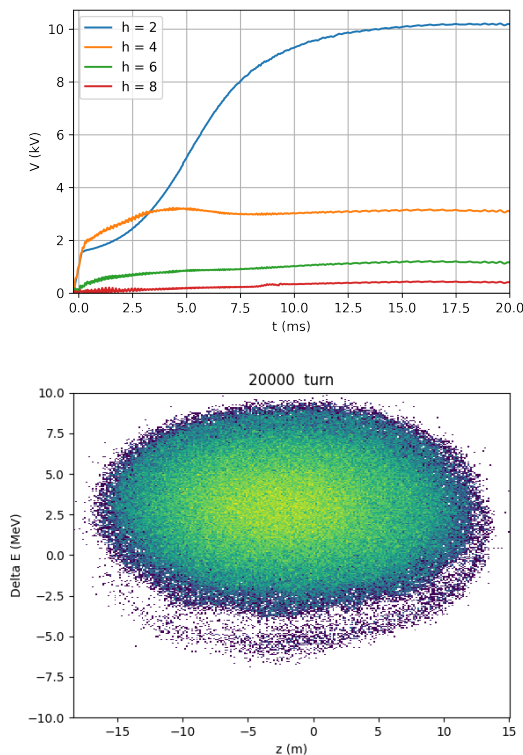 10
8
6
4
2
0
V (kV)
h = 2
h = 4
h = 6
h = 8
0.0 2.5 5.0 7.5 10.0 12.5 15.0 17.5 20.0
t (ms)
20000 turn
10.0
7.5
5.0
2.5
0.0
−2.5
−5.0
−7.5
−10.0
Delta E (MeV)
−15 −10 −5 0 5 10 15
z (m)